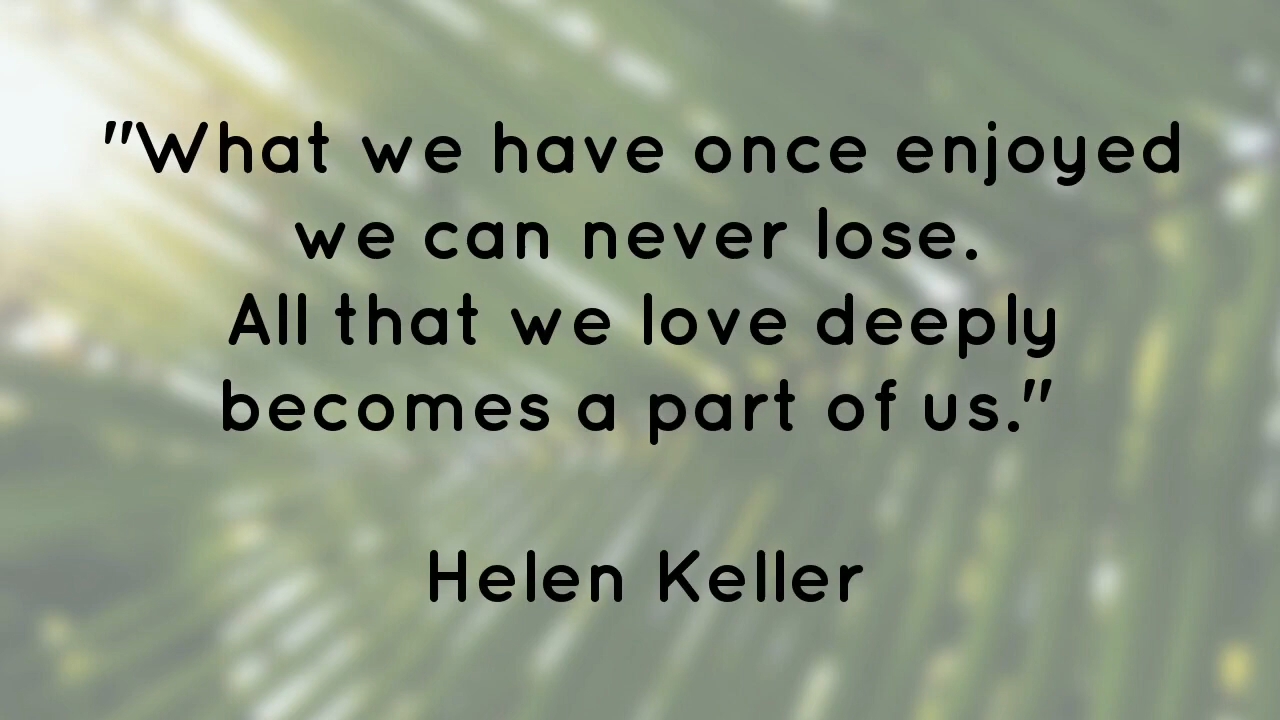 "What we have once enjoyed
we can never lose.
All that we love deeply
becomes a part of us."
Helen Keller